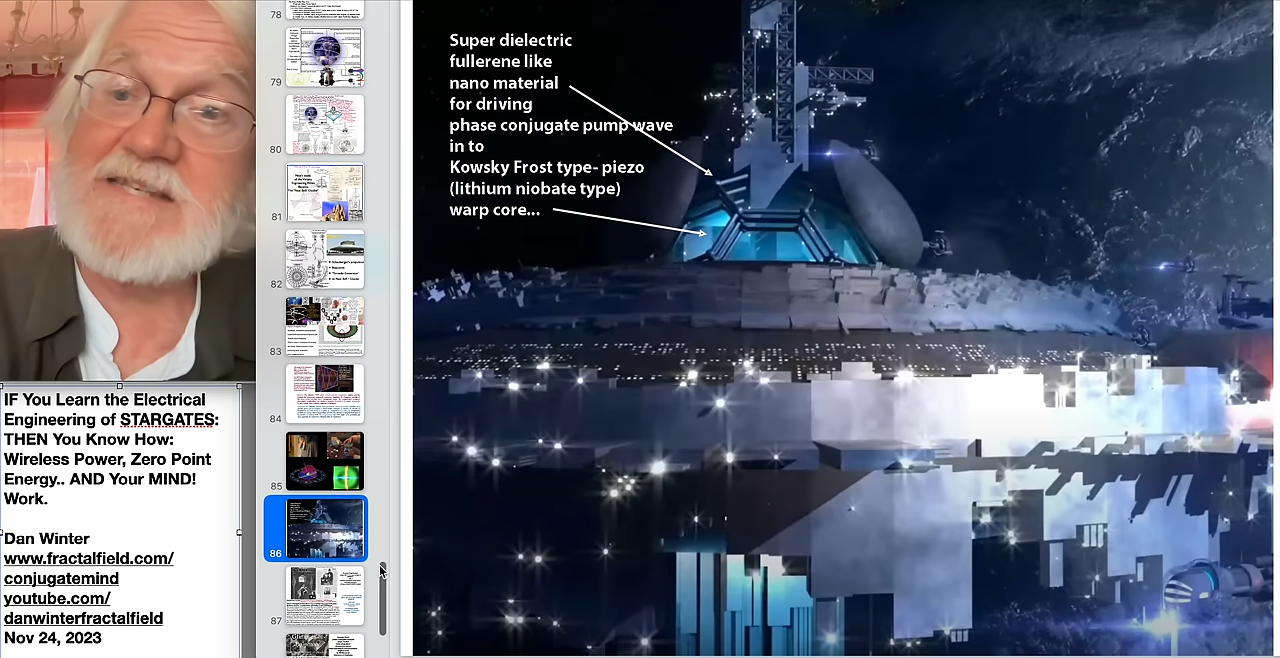 Super dielectric
fullerene like
nano material
for driving
phase conjugate pump wave
in to
Kowsky Frost type- piezo
(lithium niobate type)
warp core...
78
79
80
81
82
83
84
85
86
87
IF You Learn the Electrical
Engineering of STARGATES:
THEN You Know How:
Wireless Power, Zero Point
Energy.. AND Your MIND!
Work.
Dan Winter
www.fractalfield.com/
conjugatemind
youtube.com/
danwinterfractalfield
Nov 24, 2023